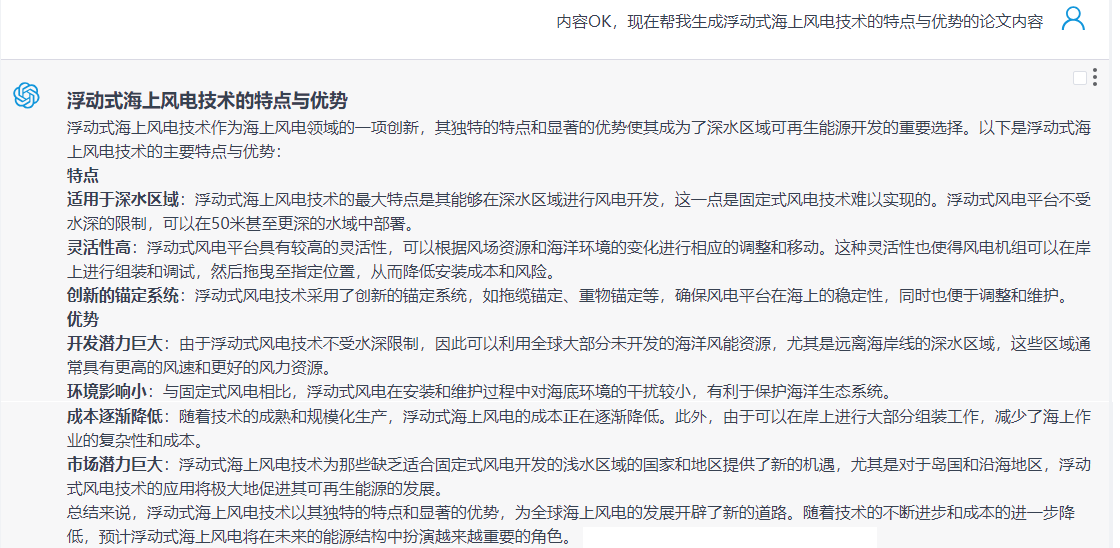 内容OK，现在帮我生成浮动式海上风电技术的特点与优势的论文内容
浮动式海上风电技术的特点与优势
浮动式海上风电技术作为海上风电领域的一项创新，其独特的特点和显著的优势使其成为了深水区域可再生能源开发的重要选择。以下是浮动式海
上风电技术的主要特点与优势：
特点
适用于深水区域：浮动式海上风电技术的最大特点是其能够在深水区域进行风电开发，这一点是固定式风电技术难以实现的。浮动式风电平台不受
水深的限制，可以在50米甚至更深的水域中部署。
灵活性高：浮动式风电平台具有较高的灵活性，可以根据风场资源和海洋环境的变化进行相应的调整和移动。这种灵活性也使得风电机组可以在岸
上进行组装和调试，然后拖曳至指定位置，从而降低安装成本和风险。
创新的锚定系统：浮动式风电技术采用了创新的锚定系统，如拖缆锚定、重物锚定等，确保风电平台在海上的稳定性，同时也便于调整和维护。
优势
开发潜力巨大：由于浮动式风电技术不受水深限制，因此可以利用全球大部分未开发的海洋风能资源，尤其是远离海岸线的深水区域，这些区域通
常具有更高的风速和更好的风力资源。
环境影响小：与固定式风电相比，浮动式风电在安装和维护过程中对海底环境的干扰较小，有利于保护海洋生态系统。
成本逐渐降低：随着技术的成熟和规模化生产，浮动式海上风电的成本正在逐渐降低。此外，由于可以在岸上进行大部分组装工作，减少了海上作
业的复杂性和成本。
市场潜力巨大：浮动式海上风电技术为那些缺乏适合固定式风电开发的浅水区域的国家和地区提供了新的机遇，尤其是对于岛国和沿海地区，浮动
式风电技术的应用将极大地促进其可再生能源的发展。
总结来说，浮动式海上风电技术以其独特的特点和显著的优势，为全球海上风电的发展开辟了新的道路。随着技术的不断进步和成本的进一步降
低，预计浮动式海上风电将在未来的能源结构中扮演越来越重要的角色。